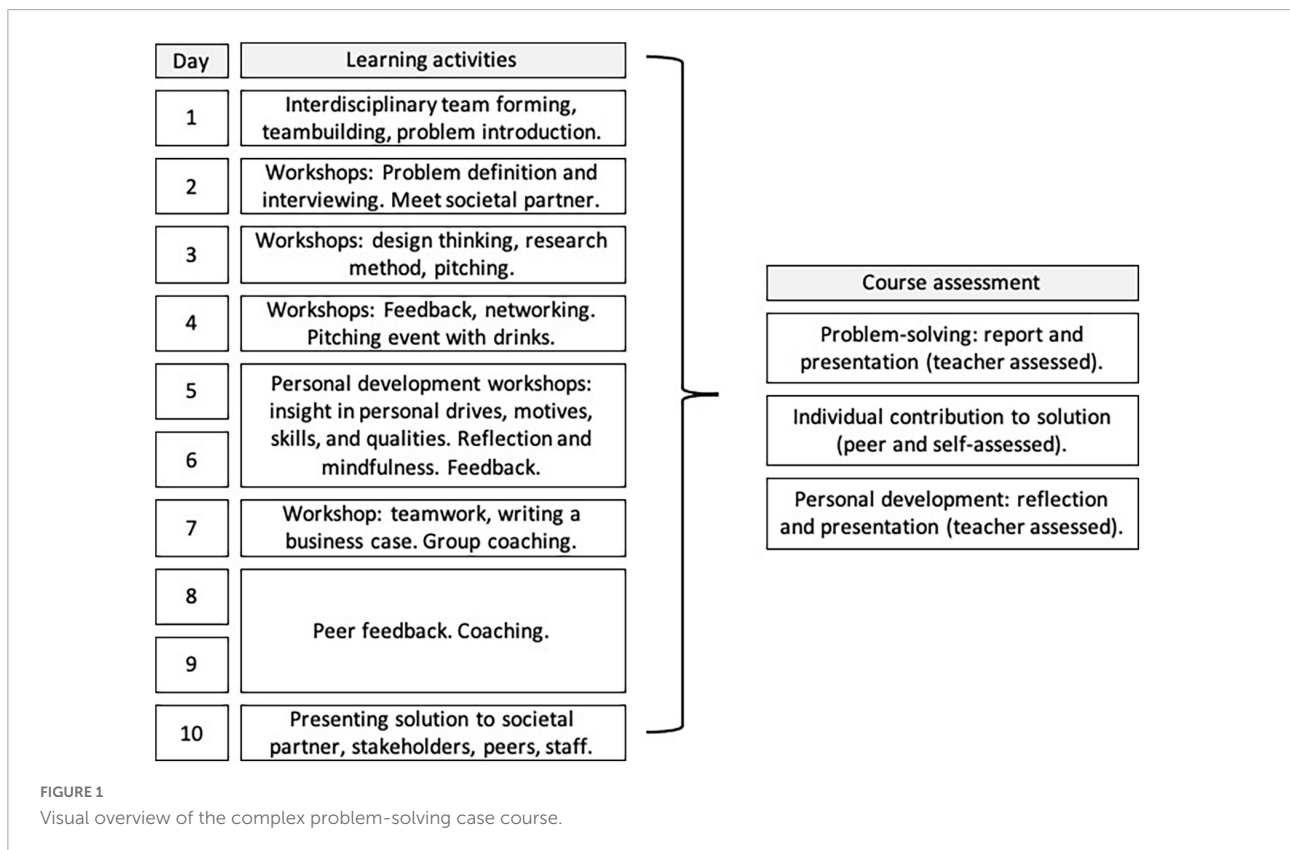 Day
Learning activities
1
Interdisciplinary team forming,
teambuilding, problem introduction.
2
Workshops: Problem definition and
interviewing. Meet societal partner.
3
Workshops: design thinking, research
method, pitching.
4
Workshops: Feedback, networking.
Pitching event with drinks.
5
6
Personal development workshops:
insight in personal drives, motives,
skills, and qualities. Reflection and
mindfulness. Feedback.
7
Workshop: teamwork, writing a
business case. Group coaching.
8
9
Peer feedback. Coaching.
10
Presenting solution to societal
partner, stakeholders, peers, staff.
Course assessment
Problem-solving: report and
presentation (teacher assessed).
Individual contribution to solution
(peer and self-assessed).
Personal development: reflection
and presentation (teacher assessed).
FIGURE 1
Visual overview of the complex problem-solving case course.